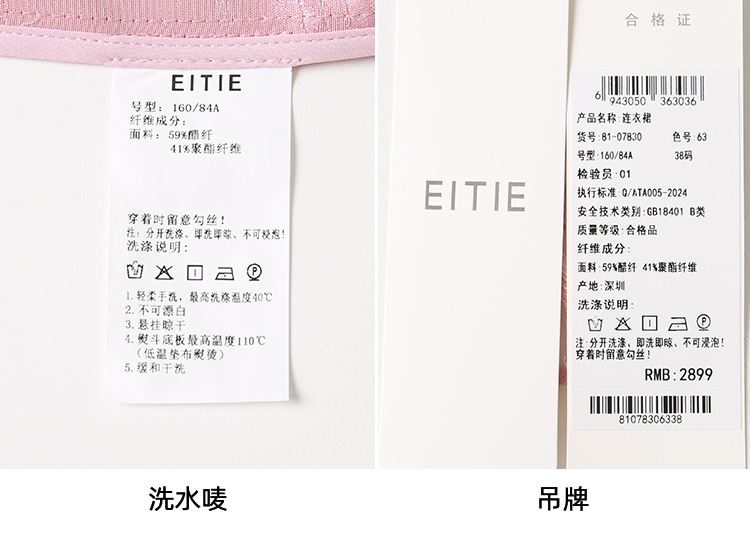 EITIE
号型: 160/84A
纤维成分:
面料: 59%醋纤
41%聚酯纤维
穿着时留意勾丝!
注: 分开洗涤、即洗即晾、不可浸泡!
洗涤说明:
1.轻柔手洗，最高洗涤温度40℃
2.不可漂白
3.悬挂晾干
4.熨斗底板最高温度110℃
（低温垫布熨烫）
5.缓和干洗
洗水唛
EITIE
合格证
6 943050 363036
产品名称:连衣裙
货号:81-07830 色号:63
号型:160/84A 38码
检验员:01
执行标准:Q/ATA005-2024
安全技术类别:GB18401 B类
质量等级:合格品
纤维成分:
面料:59%醋纤 41%聚酯纤维
产地:深圳
洗涤说明:
注:分开洗涤、即洗即晾、不可浸泡!
穿着时留意勾丝!
RMB:2899
81078306338
吊牌